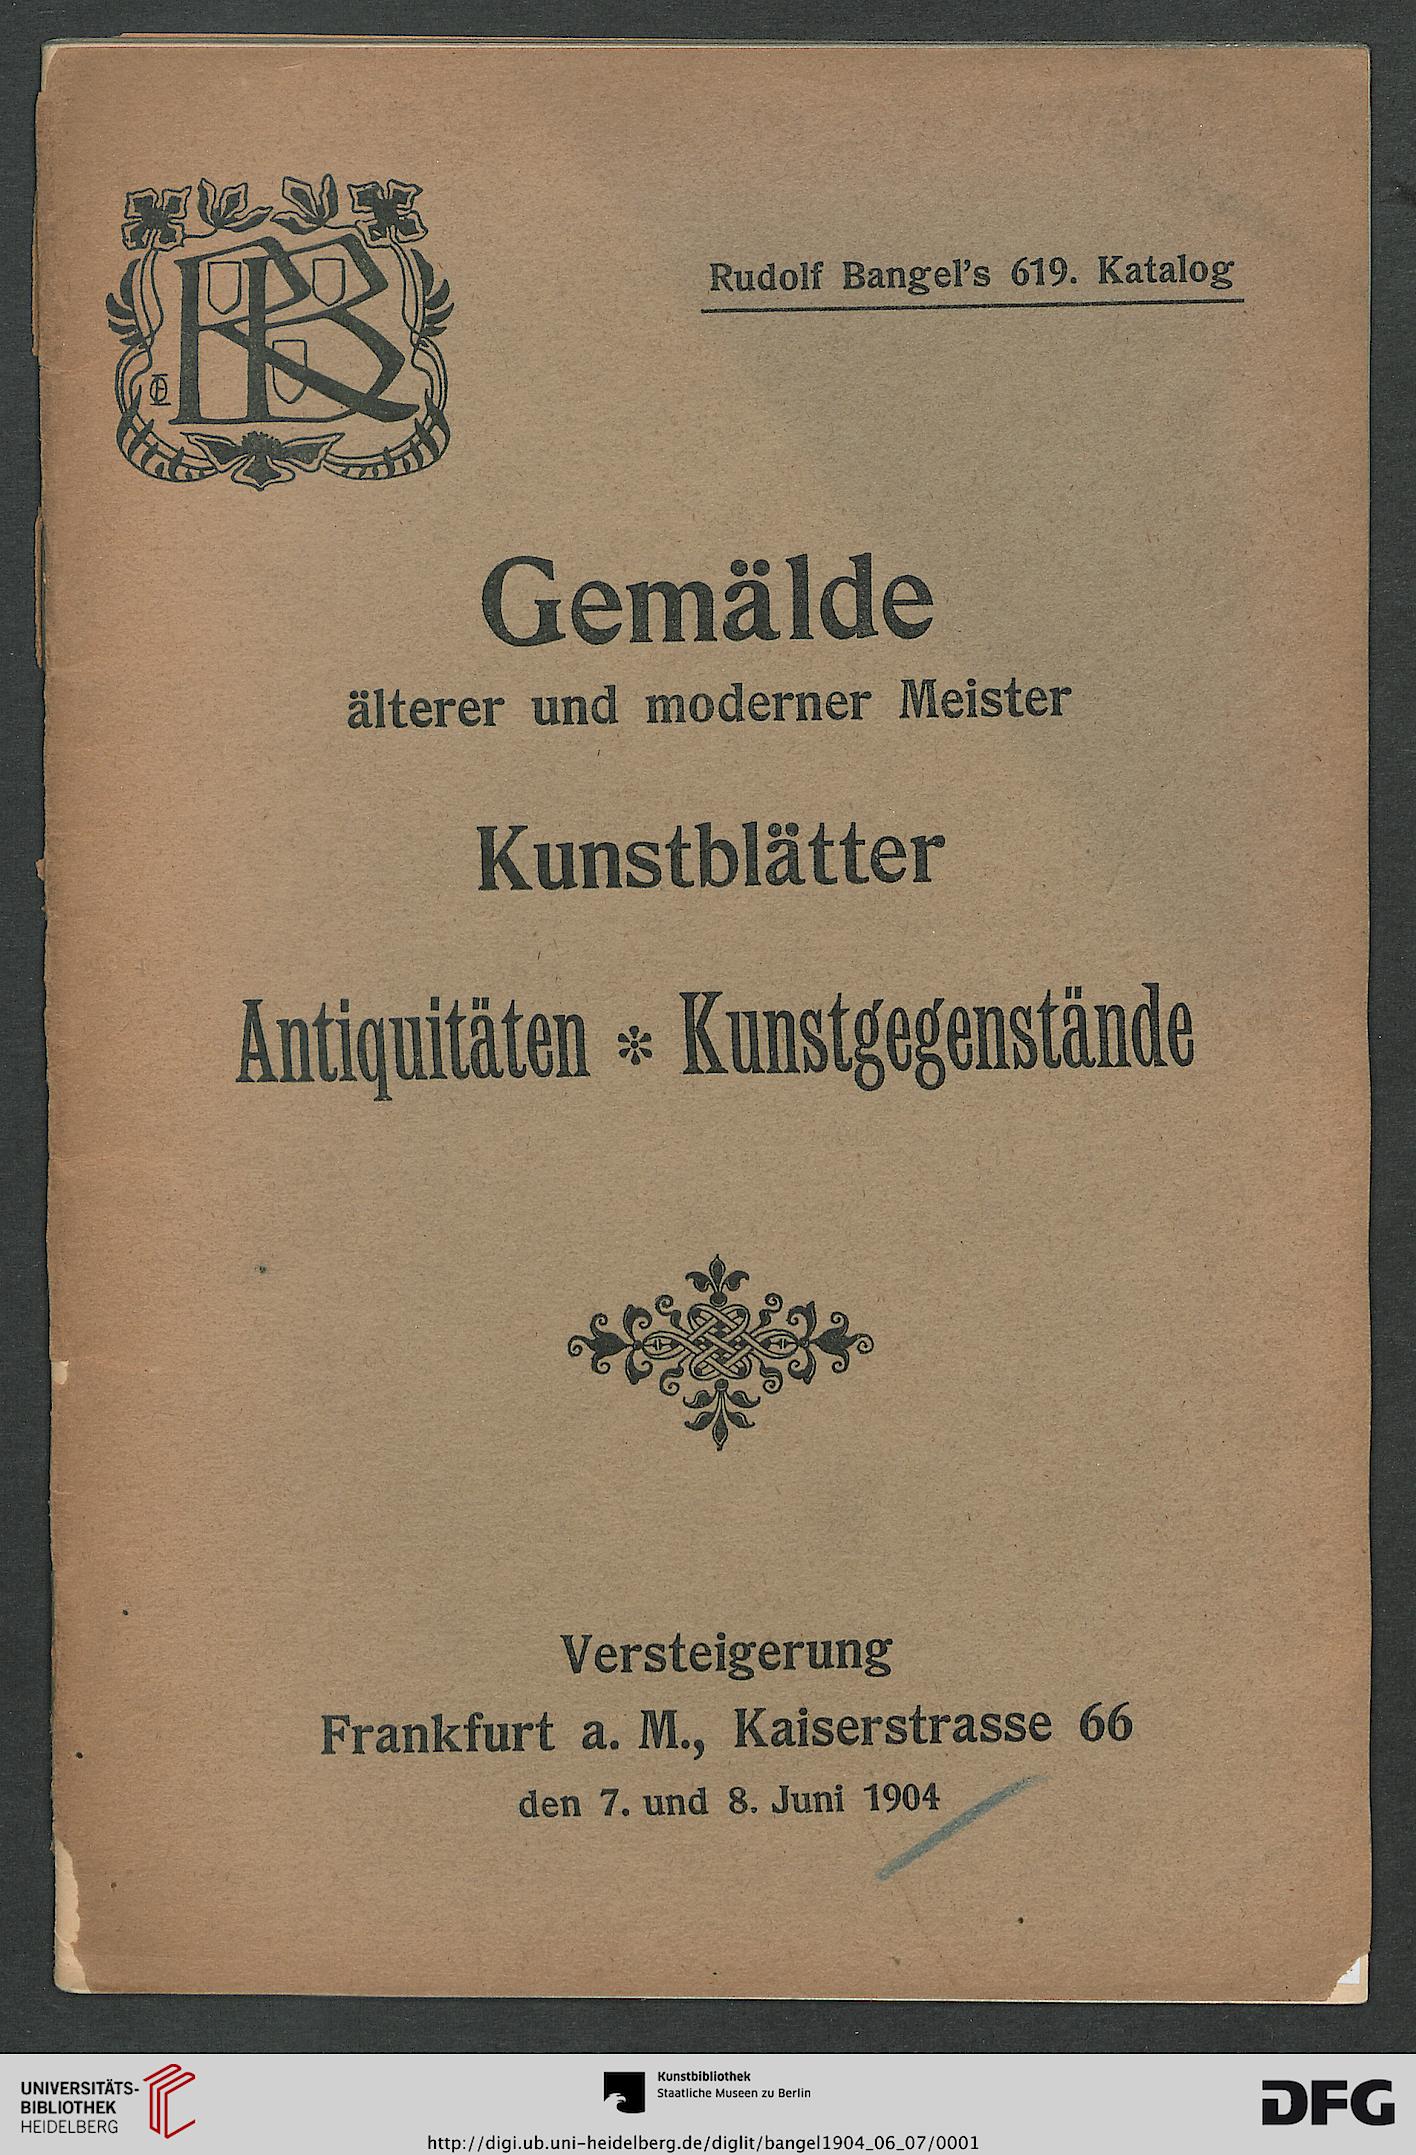 Rudolf Bangel's 619. Katalog
Gemälde
älterer und moderner Meister
Kunstblätter
Antiquitäten * Kunstgegenstände
Versteigerung
Frankfurt a. M., Kaiserstrasse 66
den 7. und 8. Juni 1904
UNIVERSITÄTS-
BIBLIOTHEK
HEIDELBERG
Kunstbibliothek
Staatliche Museen zu Berlin
DFG
http://digi.ub.uni-heidelberg.de/diglit/bangel1904_06_07/0001